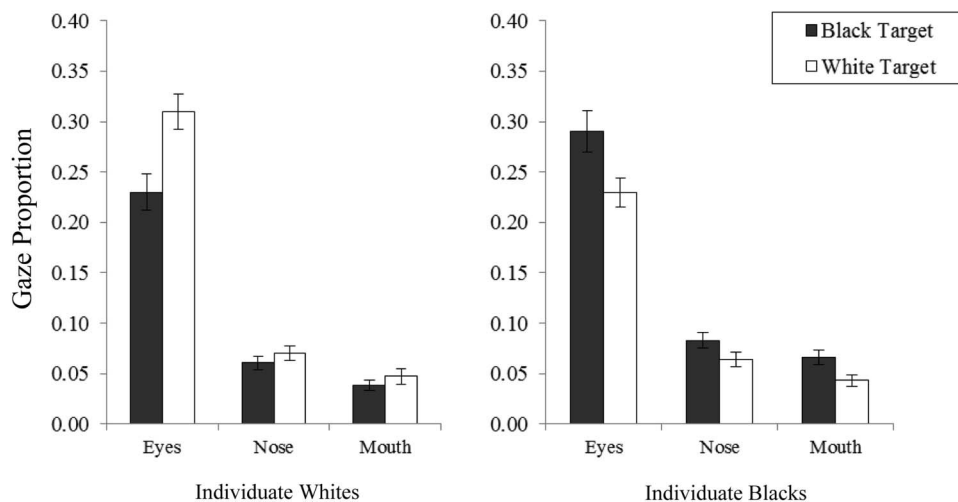 Gaze Proportion
0.40
0.35
0.30
0.25
0.20
0.15
0.10
0.05
0.00
Eyes Nose Mouth
Individuate Whites
0.40
0.35
0.30
0.25
0.20
0.15
0.10
0.05
0.00
Eyes Nose Mouth
Individuate Blacks
Black Target
White Target